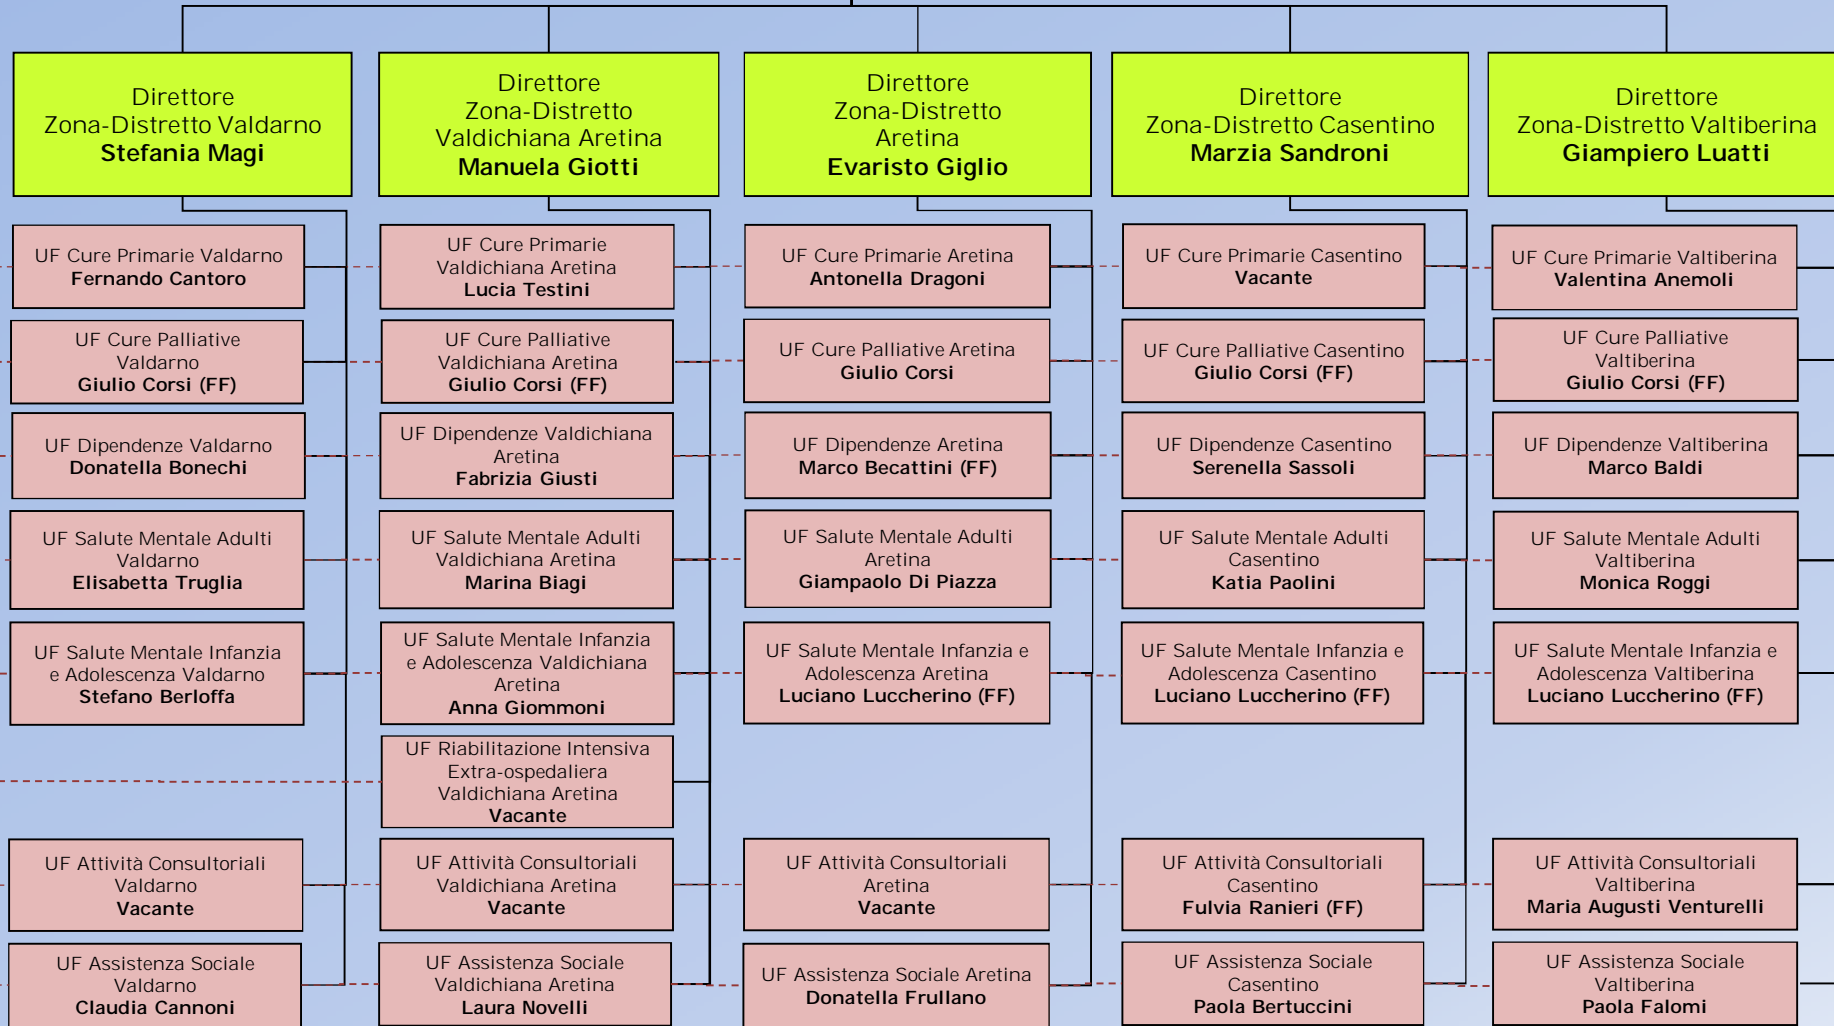 Direttore
Zona-Distretto Valdarno
Stefania Magi
Direttore
Zona-Distretto
Valdichiana Aretina
Manuela Giotti
Direttore
Zona-Distretto
Aretina
Evaristo Giglio
Direttore
Zona-Distretto Casentino
Marzia Sandroni
Direttore
Zona-Distretto Valtiberina
Giampiero Luatti
UF Cure Primarie Valdarno
Fernando Cantoro
UF Cure Primarie
Valdichiana Aretina
Lucia Testini
UF Cure Primarie Aretina
Antonella Dragoni
UF Cure Primarie Casentino
Vacante
UF Cure Primarie Valtiberina
Valentina Anemoli
UF Cure Palliative
Valdarno
Giulio Corsi (FF)
UF Cure Palliative
Valdichiana Aretina
Giulio Corsi (FF)
UF Cure Palliative Aretina
Giulio Corsi
UF Cure Palliative Casentino
Giulio Corsi (FF)
UF Cure Palliative
Valtiberina
Giulio Corsi (FF)
UF Dipendenze Valdarno
Donatella Bonechi
UF Dipendenze Valdichiana
Aretina
Fabrizia Giusti
UF Dipendenze Aretina
Marco Becattini (FF)
UF Dipendenze Casentino
Serenella Sassoli
UF Dipendenze Valtiberina
Marco Baldi
UF Salute Mentale Adulti
Valdarno
Elisabetta Truglia
UF Salute Mentale Adulti
Valdichiana Aretina
Marina Biagi
UF Salute Mentale Adulti
Aretina
Giampaolo Di Piazza
UF Salute Mentale Adulti
Casentino
Katia Paolini
UF Salute Mentale Adulti
Valtiberina
Monica Roggi
UF Salute Mentale Infanzia
e Adolescenza Valdarno
Stefano Berloffa
UF Salute Mentale Infanzia
e Adolescenza Valdichiana
Aretina
Anna Giommoni
UF Salute Mentale Infanzia e
Adolescenza Aretina
Luciano Luccherino (FF)
UF Salute Mentale Infanzia e
Adolescenza Casentino
Luciano Luccherino (FF)
UF Salute Mentale Infanzia e
Adolescenza Valtiberina
Luciano Luccherino (FF)
UF Riabilitazione Intensiva
Extra-ospedaliera
Valdichiana Aretina
Vacante
UF Attività Consultoriali
Valdarno
Vacante
UF Attività Consultoriali
Valdichiana Aretina
Vacante
UF Attività Consultoriali
Aretina
Vacante
UF Attività Consultoriali
Casentino
Fulvia Ranieri (FF)
UF Attività Consultoriali
Valtiberina
Maria Augusti Venturelli
UF Assistenza Sociale
Valdarno
Claudia Cannoni
UF Assistenza Sociale
Valdichiana Aretina
Laura Novelli
UF Assistenza Sociale Aretina
Donatella Frullano
UF Assistenza Sociale
Casentino
Paola Bertuccini
UF Assistenza Sociale
Valtiberina
Paola Falomi